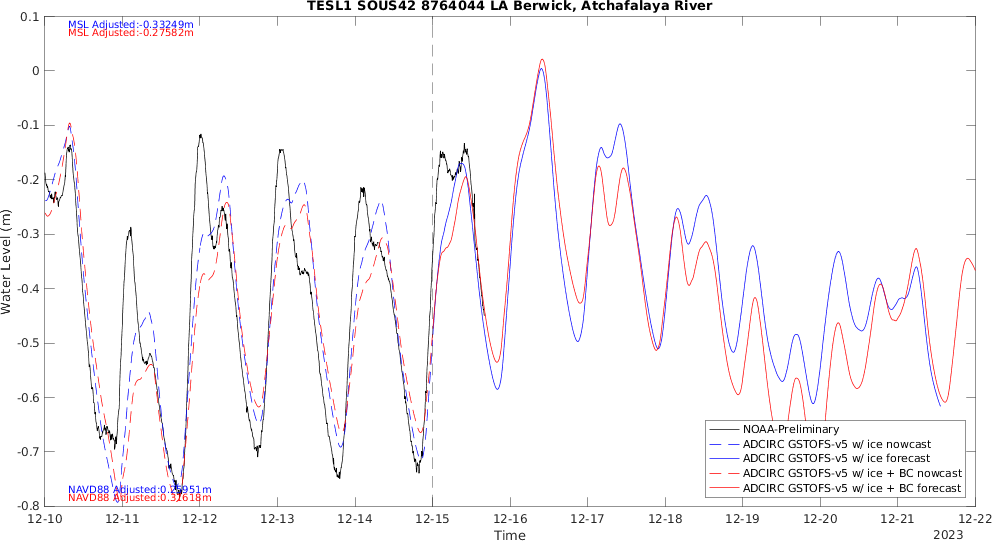 TESL1 SOUS42 8764044 LA Berwick, Atchafalaya River
MSL Adjusted:-0.33249m
MSL Adjusted:-0.27582m
Water Level (m)
0.1
0
-0.1
-0.2
-0.3
-0.4
-0.5
-0.6
-0.7
-0.8
NOAA-Preliminary
ADCIRC GSTOFS-v5 w/ ice nowcast
ADCIRC GSTOFS-v5 w/ ice forecast
ADCIRC GSTOFS-v5 w/ ice + BC nowcast
ADCIRC GSTOFS-v5 w/ ice + BC forecast
NAVD88 Adjusted:
NAVD88 Adjusted:
12-10 12-11 12-12 12-13 12-14 12-15 12-16 12-17 12-18 12-19 12-20 12-21 12-22
Time
2023